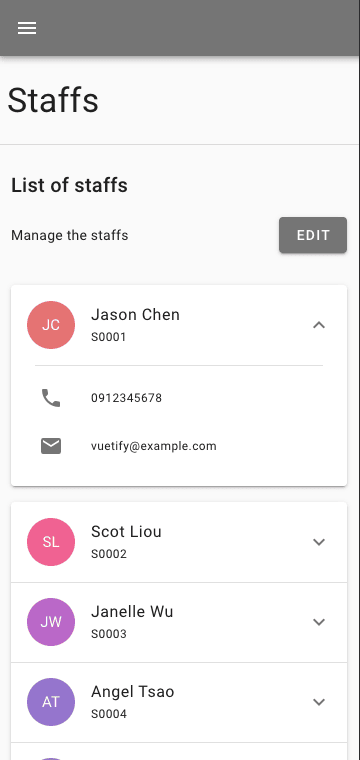 Staffs
List of staffs
Manage the staffs
EDIT
JC
Jason Chen
S0001
0912345678
vuetify@example.com
SL
Scot Liou
S0002
JW
Janelle Wu
S0003
AT
Angel Tsao
S0004